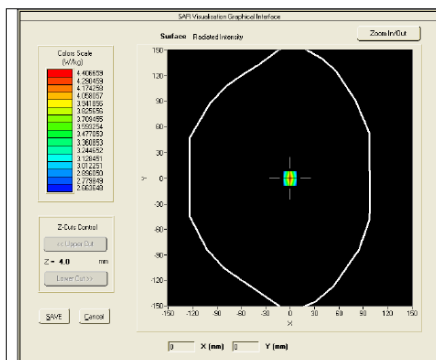 SAR Visualisation Graphical Interface
Surface Radiated Intensity
Zoom In/Out
Colors Scale
(W/kg)
4.406659
4.290459
4.174259
4.058057
3.941856
3.825656
3.709455
3.593254
3.477053
3.360853
3.244652
3.128451
3.012251
2.896050
2.779849
2.663648
Z-Cuts Control
<< Upper Cut
Z = 4.0 mm
Lower Cut>>
SAVE
Cancel
150
120
90
60
30
0
-30
-60
-90
-120
-150
Y
-150 -120 -90 -60 -30 0 30 60 90 120 150
X
0 X (mm) 0 Y (mm)